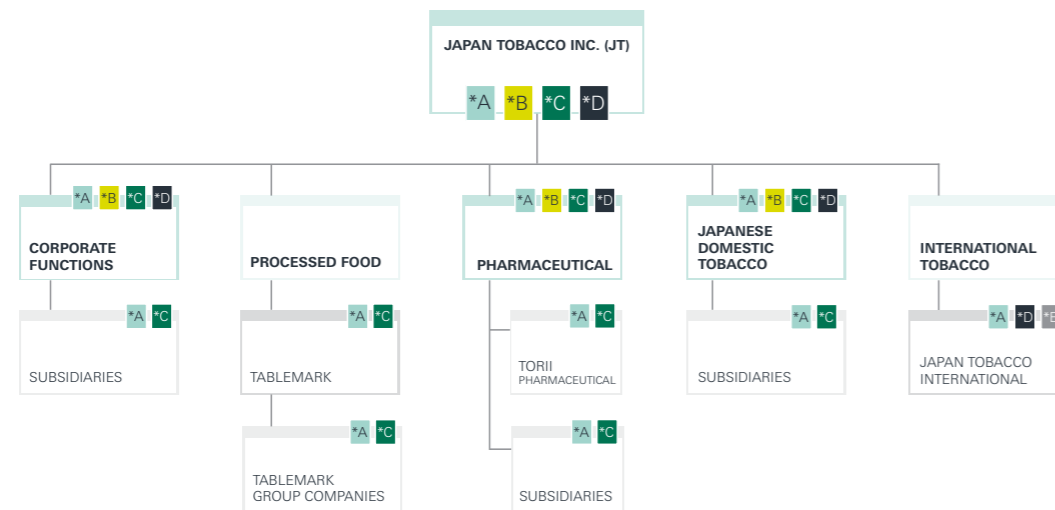 JAPAN TOBACCO INC. (JT)
*A *B *C *D
*A *B *C *D
CORPORATE
FUNCTIONS
PROCESSED FOOD
*A *B *C *D
PHARMACEUTICAL
*A *B *C *D
JAPANESE
DOMESTIC
TOBACCO
INTERNATIONAL
TOBACCO
*A *C
SUBSIDIARIES
*A *C
TABLEMARK
*A *C
TORII
PHARMACEUTICAL
*A *C
SUBSIDIARIES
*A *D
JAPAN TOBACCO
INTERNATIONAL
*A *C
TABLEMARK
GROUP COMPANIES
*A *C
SUBSIDIARIES